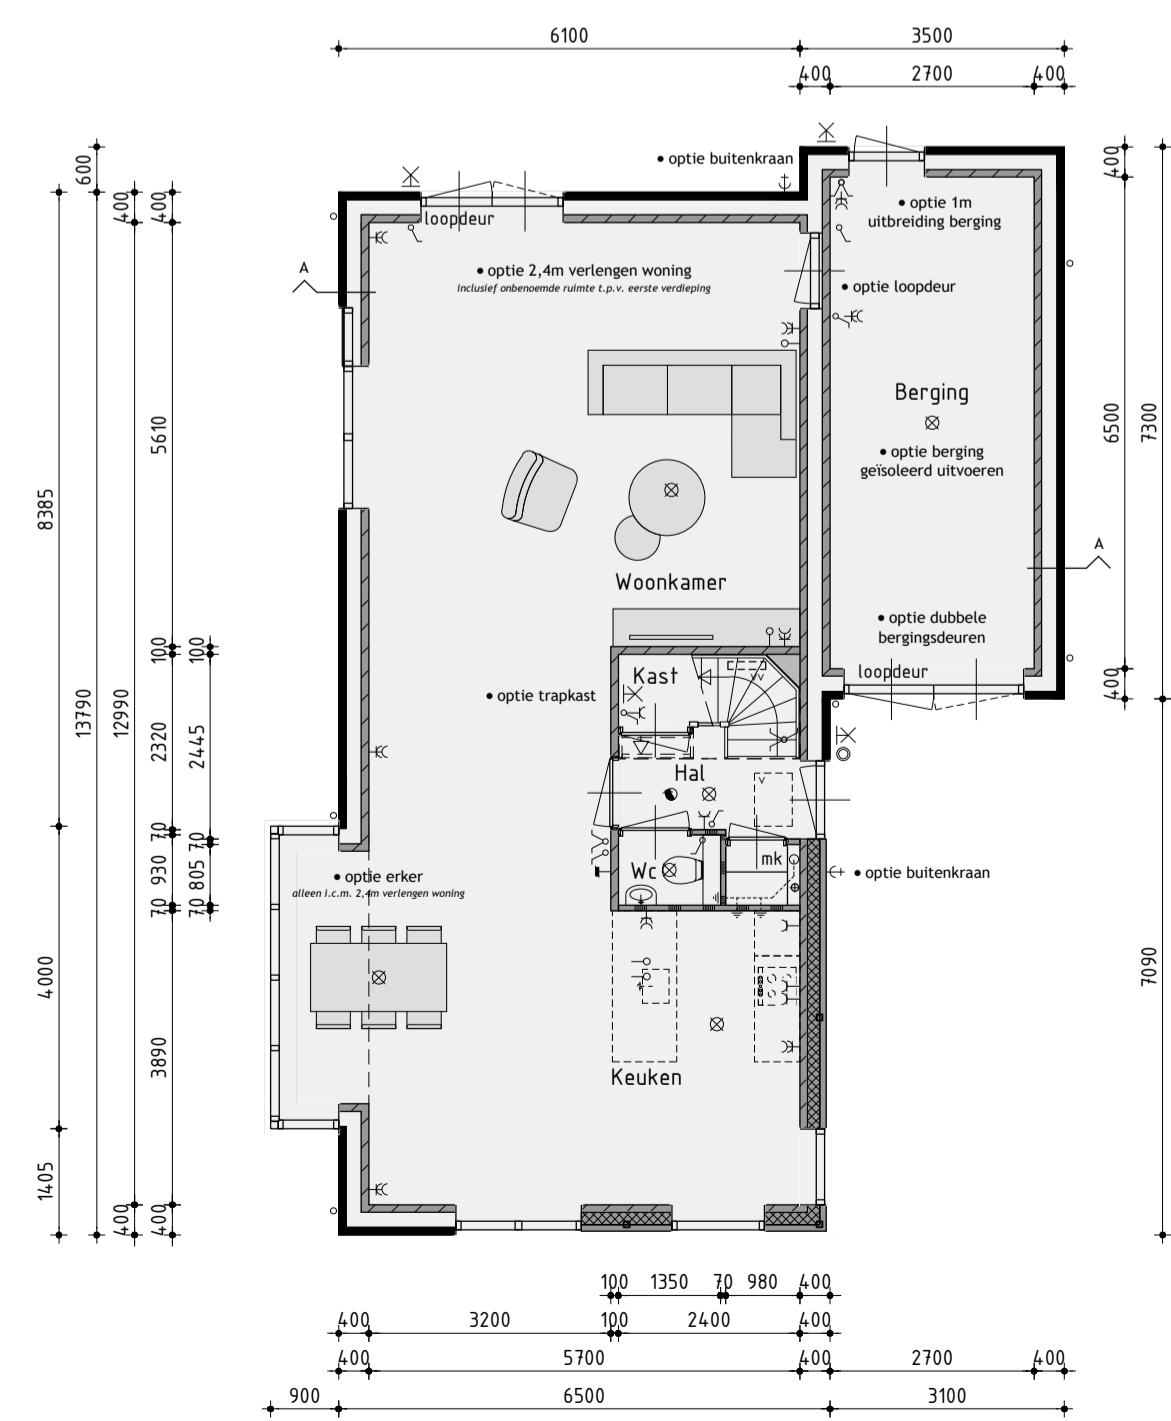 6100
3500
400
2700
400
600
400
400
400
• optie buitenkraan
loopdeur
• optie 1m
uitbreiding berging
A
• optie 2,4m verlengen woning
inclusief onbenoemde ruimte t.p.v. eerste verdieping
• optie loopdeur
Berging
• optie berging
geïsoleerd uitvoeren
8385
5610
6500
7300
Woonkamer
A
• optie dubbele
bergingsdeuren
loopdeur
400
100
100
Kast
vv
• optie trapkast
13790
12990
2320
2445
Hal
v
70
70
Wc
mk
• optie buitenkraan
• optie erker
alleen i.c.m. 2,4m verlengen woning
930
805
70
70
4000
7090
3890
Keuken
1405
400
400
100
1350
70
980
400
400
3200
100
2400
400
400
5700
400
2700
400
900
6500
3100